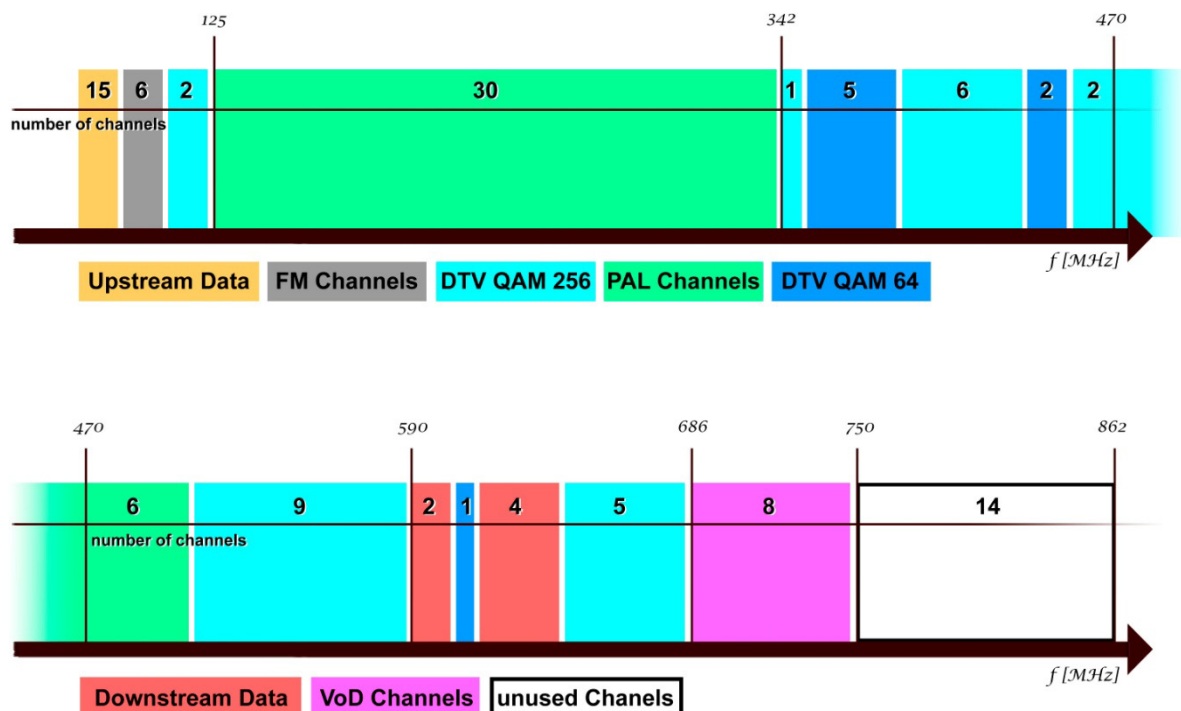 125 342 470
15 6 2 30 1 5 6 2 2
number of channels
f [MHz]
Upstream Data FM Channels DTV QAM 256 PAL Channels DTV QAM 64
470 590 686 750 862
6 9 2 1 4 5 8 14
number of channels
f [MHz]
Downstream Data VoD Channels unused Chanels